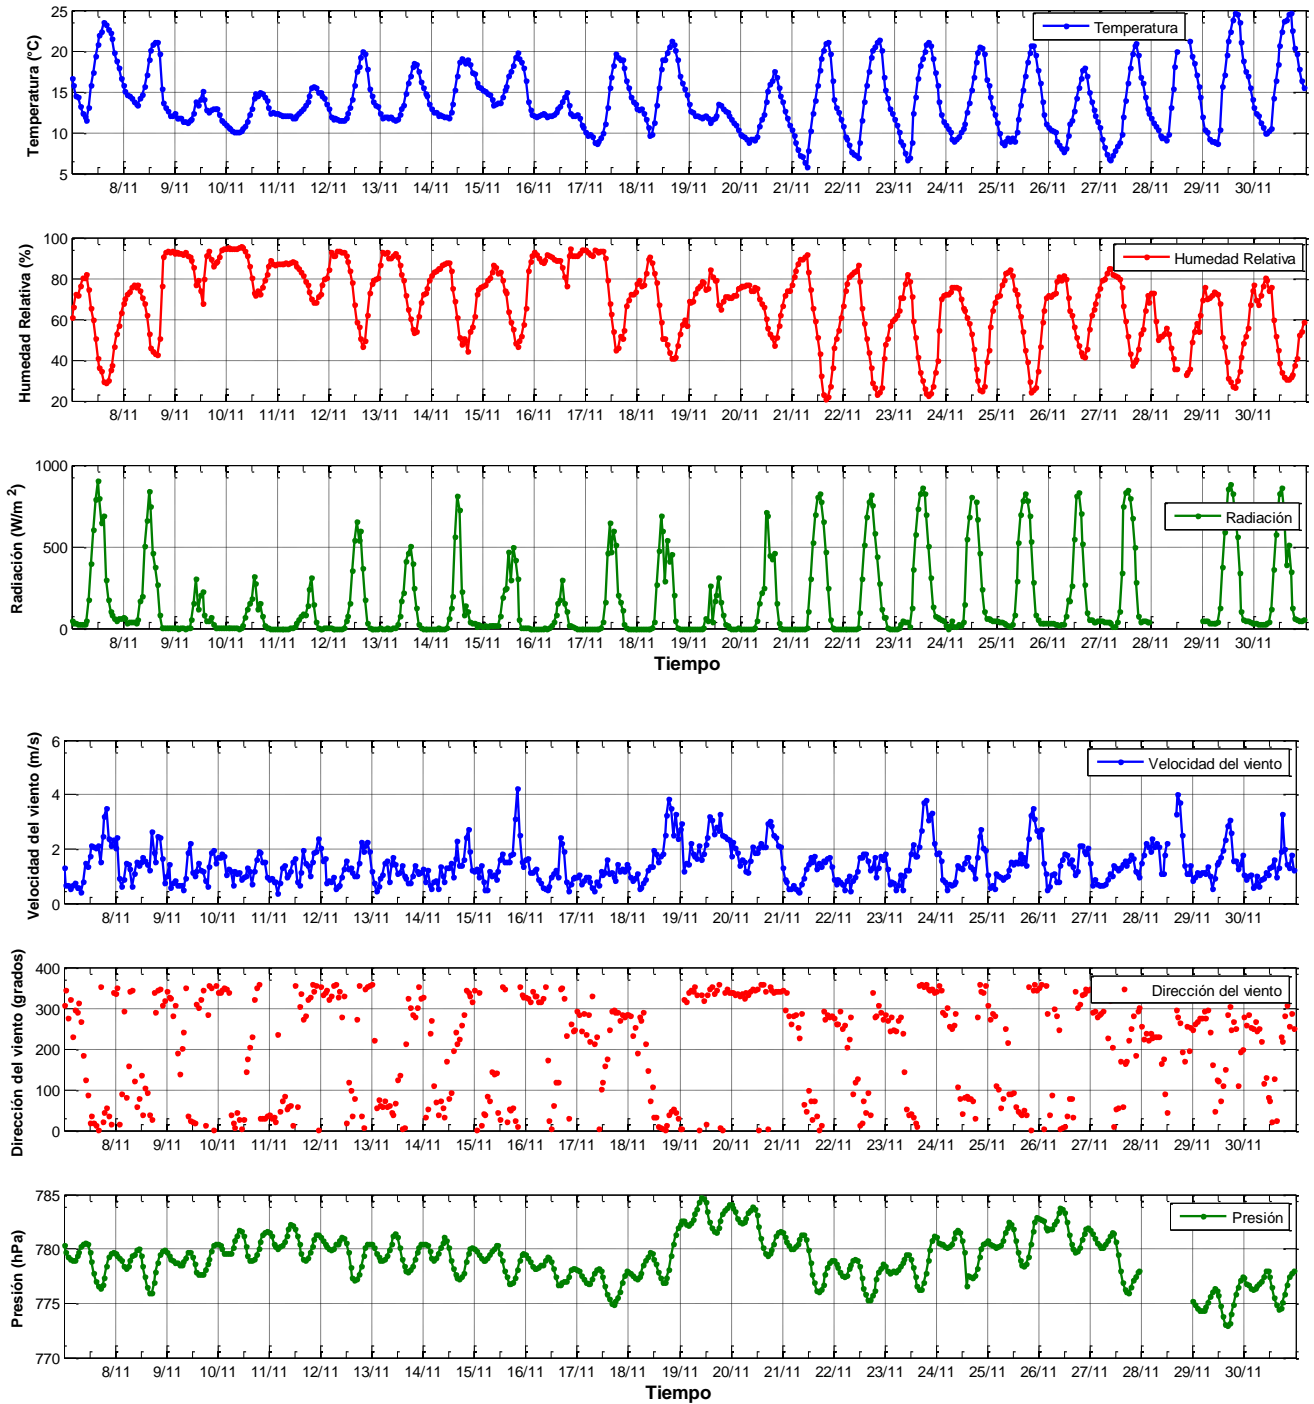 Temperatura (°C)
25
20
15
10
5
Temperatura
8/11 9/11 10/11 11/11 12/11 13/11 14/11 15/11 16/11 17/11 18/11 19/11 20/11 21/11 22/11 23/11 24/11 25/11 26/11 27/11 28/11 29/11 30/11
Humedad Relativa (%)
100
80
60
40
20
Humedad Relativa
8/11 9/11 10/11 11/11 12/11 13/11 14/11 15/11 16/11 17/11 18/11 19/11 20/11 21/11 22/11 23/11 24/11 25/11 26/11 27/11 28/11 29/11 30/11
Radiación (W/m²)
1000
500
0
Radiación
8/11 9/11 10/11 11/11 12/11 13/11 14/11 15/11 16/11 17/11 18/11 19/11 20/11 21/11 22/11 23/11 24/11 25/11 26/11 27/11 28/11 29/11 30/11
Tiempo
Velocidad del viento (m/s)
6
4
2
0
Velocidad del viento
8/11 9/11 10/11 11/11 12/11 13/11 14/11 15/11 16/11 17/11 18/11 19/11 20/11 21/11 22/11 23/11 24/11 25/11 26/11 27/11 28/11 29/11 30/11
Dirección del viento (grados)
400
300
200
100
0
Dirección del viento
8/11 9/11 10/11 11/11 12/11 13/11 14/11 15/11 16/11 17/11 18/11 19/11 20/11 21/11 22/11 23/11 24/11 25/11 26/11 27/11 28/11 29/11 30/11
Presión (hPa)
785
780
775
770
Presión
8/11 9/11 10/11 11/11 12/11 13/11 14/11 15/11 16/11 17/11 18/11 19/11 20/11 21/11 22/11 23/11 24/11 25/11 26/11 27/11 28/11 29/11 30/11
Tiempo